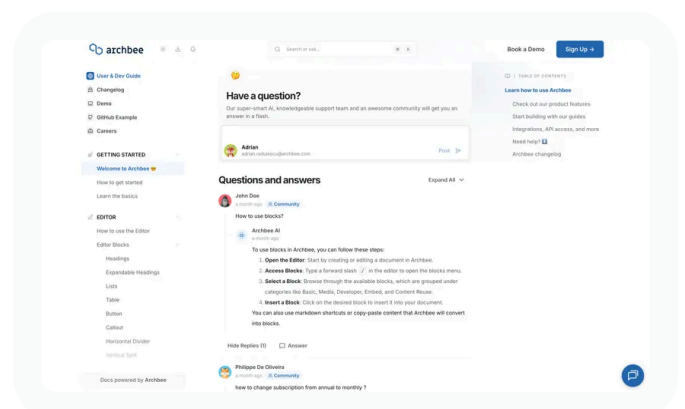 archbee
Search or ask...
⌘ K
Book a Demo
Sign Up →
User & Dev Guide
Changelog
Demo
GitHub Example
Careers
GETTING STARTED
Welcome to Archbee
How to get started
Learn the basics
EDITOR
How to use the Editor
Editor Blocks
Headings
Expandable Headings
Lists
Table
Button
Callout
Horizontal Divider
Vertical Split
Docs powered by Archbee
Have a question?
Our super-smart AI, knowledgeable support team and an awesome community will get you an
answer in a flash.
Adrian
Post
Questions and answers
Expand All
John Doe
a month ago Community
How to use blocks?
Archbee AI
a month ago
To use blocks in Archbee, you can follow these steps:
1. Open the Editor: Start by creating or editing a document in Archbee.
2. Access Blocks: Type a forward slash / in the editor to open the blocks menu.
3. Select a Block: Browse through the available blocks, which are grouped under
categories like Basic, Media, Developer, Embed, and Content Reuse.
4. Insert a Block: Click on the desired block to insert it into your document.
You can also use markdown shortcuts or copy-paste content that Archbee will convert
into blocks.
Hide Replies (1)
Answer
Philippe De Oliveira
a month ago Community
how to change subscription from annual to monthly ?
TABLE OF CONTENTS
Learn how to use Archbee
Check out our product features
Start building with our guides
Integrations, API access, and more
Need help?
Archbee changelog